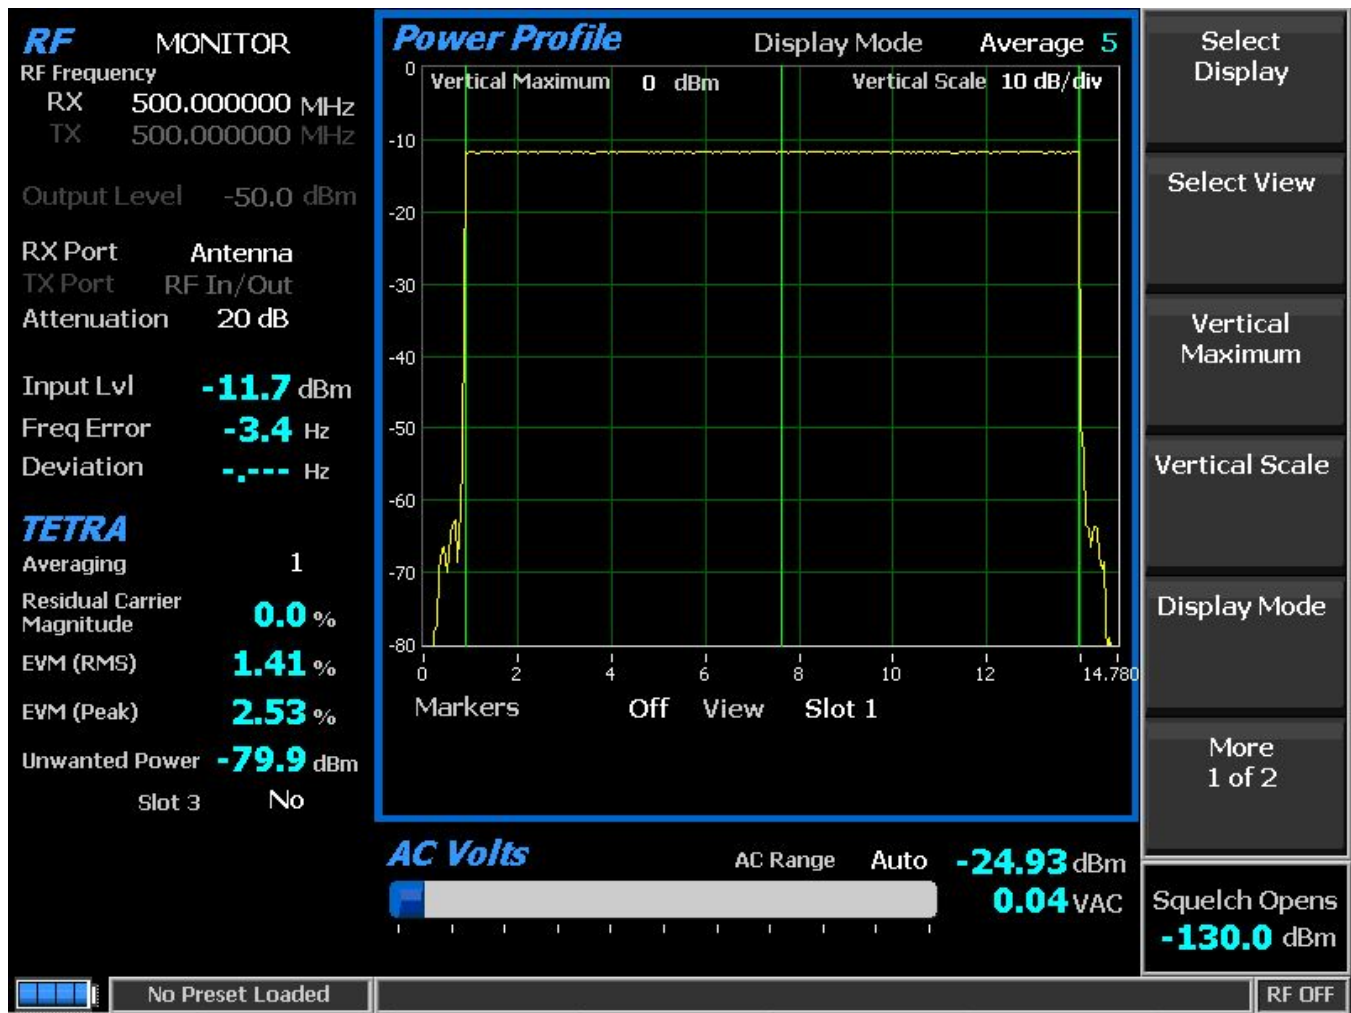 RF MONITOR
RF Frequency
RX 500.000000 MHz
TX 500.000000 MHz
Output Level -50.0 dBm
RX Port Antenna
TX Port RF In/Out
Attenuation 20 dB
Input Lvl -11.7 dBm
Freq Error -3.4 Hz
Deviation -.--- Hz
TETRA
Averaging 1
Residual Carrier
Magnitude 0.0 %
EVM (RMS) 1.41 %
EVM (Peak) 2.53 %
Unwanted Power -79.9 dBm
Slot 3 No
Power Profile Display Mode Average 5
Vertical Maximum 0 dBm Vertical Scale 10 dB/div
0
-10
-20
-30
-40
-50
-60
-70
-80
0 2 4 6 8 10 12 14.780
Markers Off View Slot 1
AC Volts AC Range Auto -24.93 dBm
0.04 VAC
Select
Display
Select View
Vertical
Maximum
Vertical Scale
Display Mode
More
1 of 2
Squelch Opens
-130.0 dBm
No Preset Loaded
RF OFF